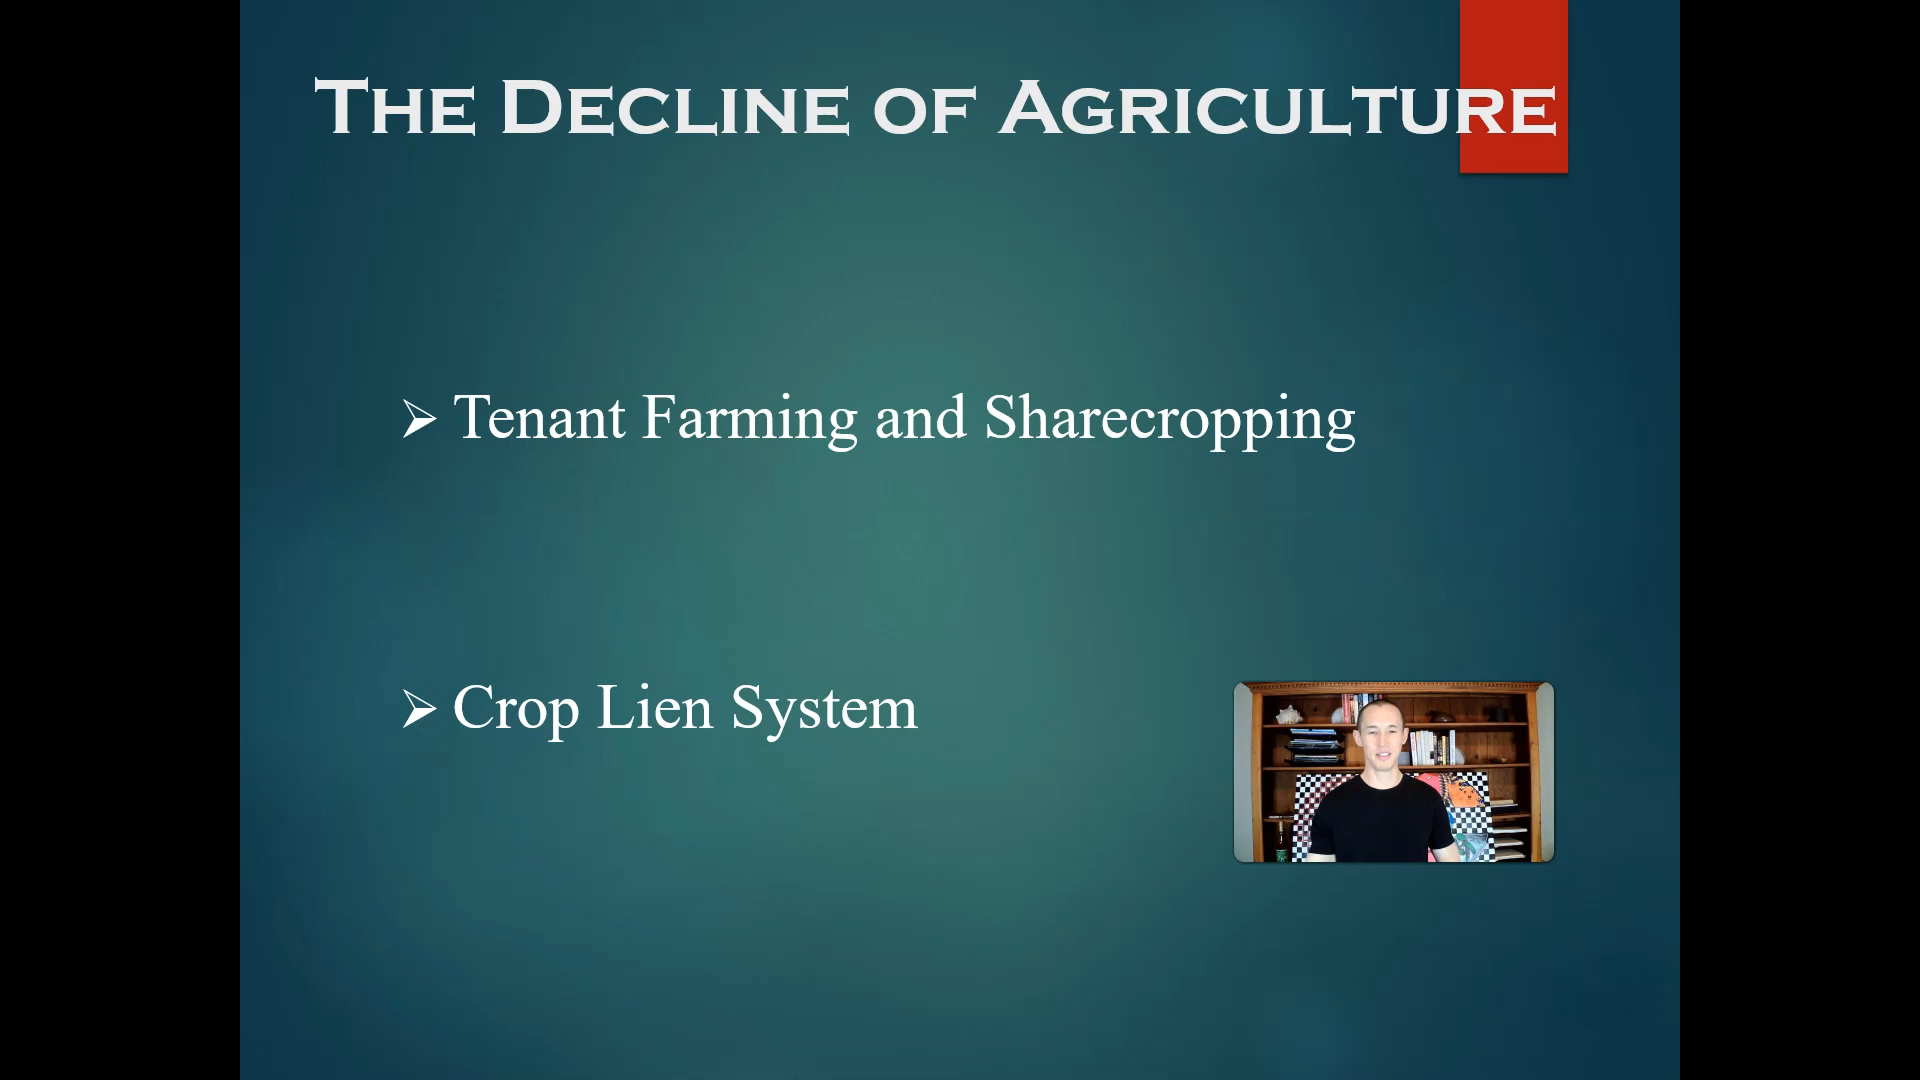 The Decline of Agriculture
➢ Tenant Farming and Sharecropping
➢ Crop Lien System